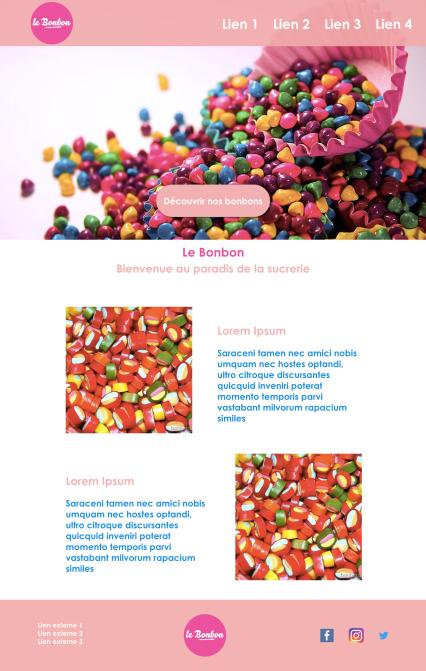 le Bonbon
Lien 1 Lien 2 Lien 3 Lien 4
Découvrir nos bonbons
Le Bonbon
Bienvenue au paradis de la sucrerie
Lorem Ipsum
Saraceni tamen nec amici nobis
umquam nec hostes optandi,
ultro citroque discursantes
quicquid inveniri poterat
momento temporis parvi
vastabant milvorum rapacium
similes
Lorem Ipsum
Saraceni tamen nec amici nobis
umquam nec hostes optandi,
ultro citroque discursantes
quicquid inveniri poterat
momento temporis parvi
vastabant milvorum rapacium
similes
Lien externe 1
Lien externe 2
Lien externe 3
le Bonbon